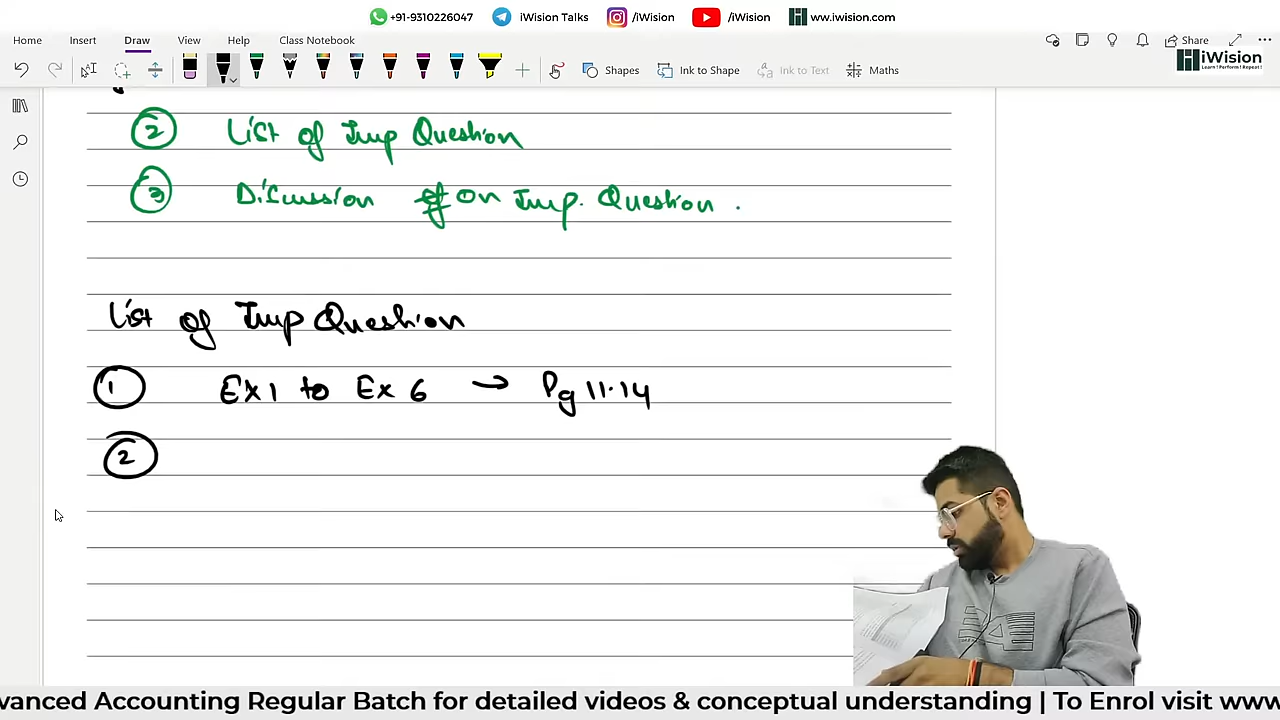 +91-9310226047 iWision Talks /iWision /iWision ww.iwision.com
Home Insert Draw View Help Class Notebook Share
Shapes Ink to Shape Ink to Text Maths
iWision
Learn ! Perform ! Repeat !
2 List of Imp Question
3 Discussion of on Imp. Question .
List of Imp Question
1 Ex 1 to Ex 6 → Pg 11.14
2
vanced Accounting Regular Batch for detailed videos & conceptual understanding | To Enrol visit www